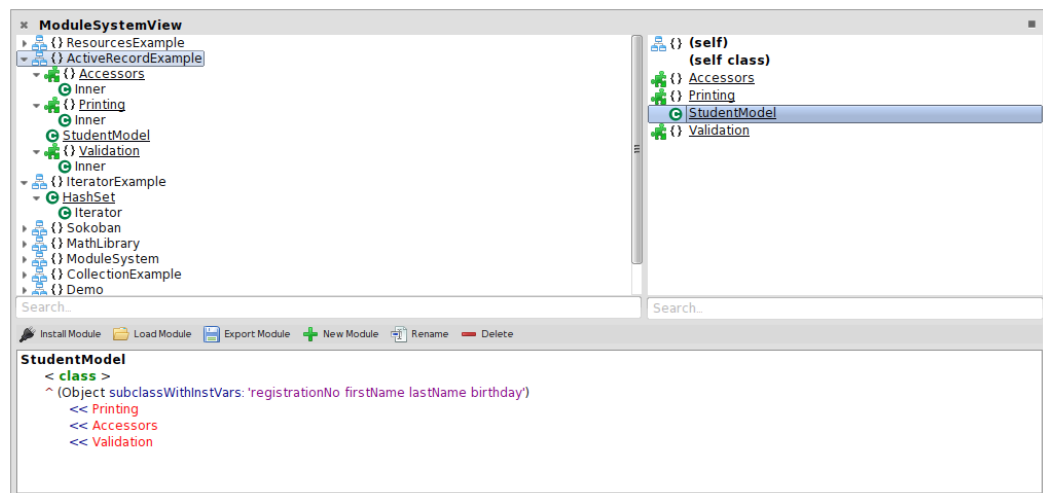 ModuleSystemView
{} ResourcesExample
{} ActiveRecordExample
{} Accessors
Inner
{} Printing
Inner
StudentModel
{} Validation
Inner
{} IteratorExample
HashSet
Iterator
{} Sokoban
{} MathLibrary
{} ModuleSystem
{} CollectionExample
{} Demo
Search..
{} (self)
(self class)
{} Accessors
{} Printing
StudentModel
{} Validation
Search..
Install Module Load Module Export Module New Module Rename Delete
StudentModel
< class >
^ (Object subclassWithInstVars: 'registrationNo firstName lastName birthday')
<< Printing
<< Accessors
<< Validation